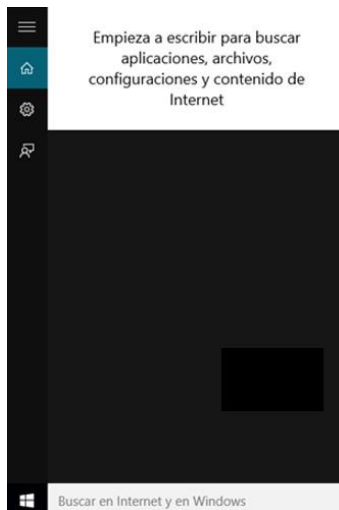 Empieza a escribir para buscar
aplicaciones, archivos,
configuraciones y contenido de
Internet
Buscar en Internet y en Windows